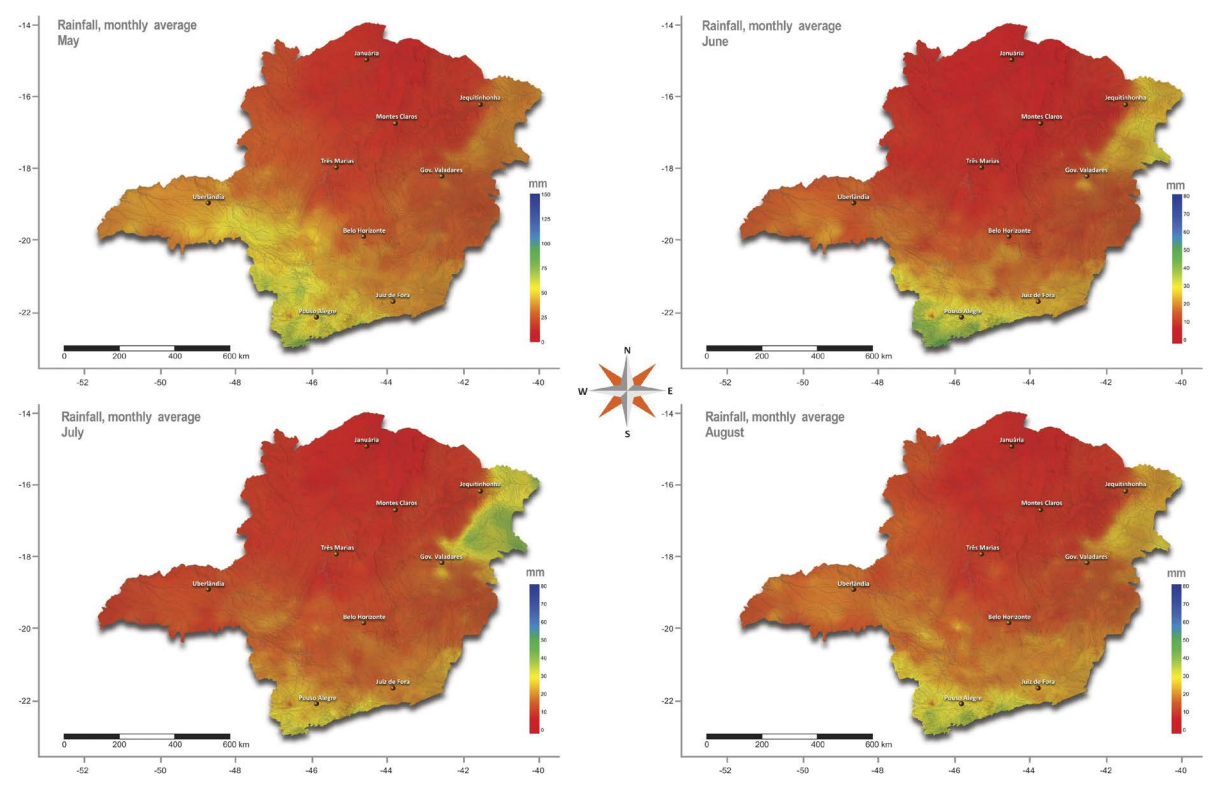 Rainfall, monthly average
May
-14
-16
-18
-20
-22
Januária
Jequitinhonha
Montes Claros
Três Marias
Gov. Valadares
Uberlândia
Belo Horizonte
Juiz de Fora
Pouso Alegre
mm
150
125
100
75
50
25
0
0 200 400 600 km
-52 -50 -48 -46 -44 -42 -40
Rainfall, monthly average
June
-14
-16
-18
-20
-22
Januária
Jequitinhonha
Montes Claros
Três Marias
Gov. Valadares
Uberlândia
Belo Horizonte
Juiz de Fora
Pouso Alegre
mm
80
70
60
50
40
30
20
10
0
0 200 400 600 km
-52 -50 -48 -46 -44 -42 -40
N
W E
S
Rainfall, monthly average
July
-14
-16
-18
-20
-22
Januária
Jequitinhonha
Montes Claros
Três Marias
Gov. Valadares
Uberlândia
Belo Horizonte
Juiz de Fora
Pouso Alegre
mm
80
70
60
50
40
30
20
10
0
0 200 400 600 km
-52 -50 -48 -46 -44 -42 -40
Rainfall, monthly average
August
-14
-16
-18
-20
-22
Januária
Jequitinhonha
Montes Claros
Três Marias
Gov. Valadares
Uberlândia
Belo Horizonte
Juiz de Fora
Pouso Alegre
mm
80
70
60
50
40
30
20
10
0
0 200 400 600 km
-52 -50 -48 -46 -44 -42 -40